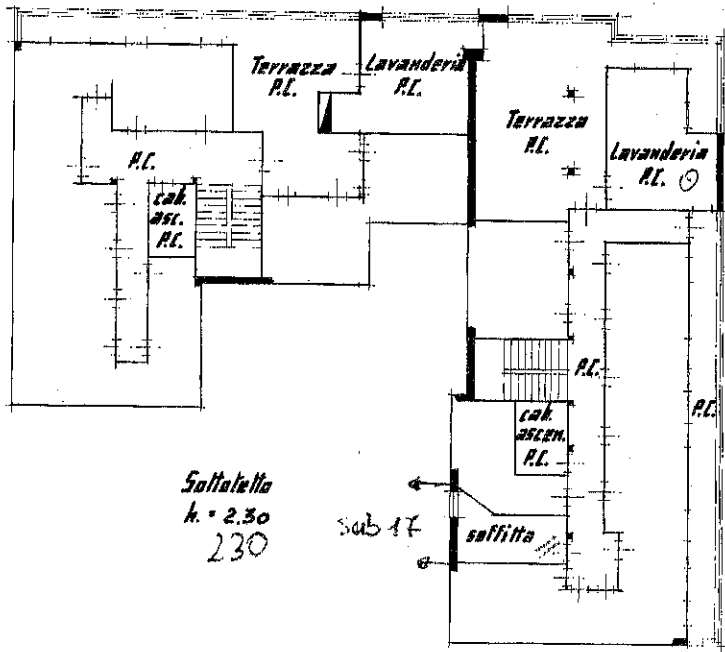 Terrazza
P.C.
Lavanderia
P.C.
Terrazza
P.C.
Lavanderia
P.C.
P.C.
cab.
asc.
P.C.
P.C.
P.C.
cab.
ascen.
P.C.
Sottotetto
h. = 2.30
230
sub 17
soffitta